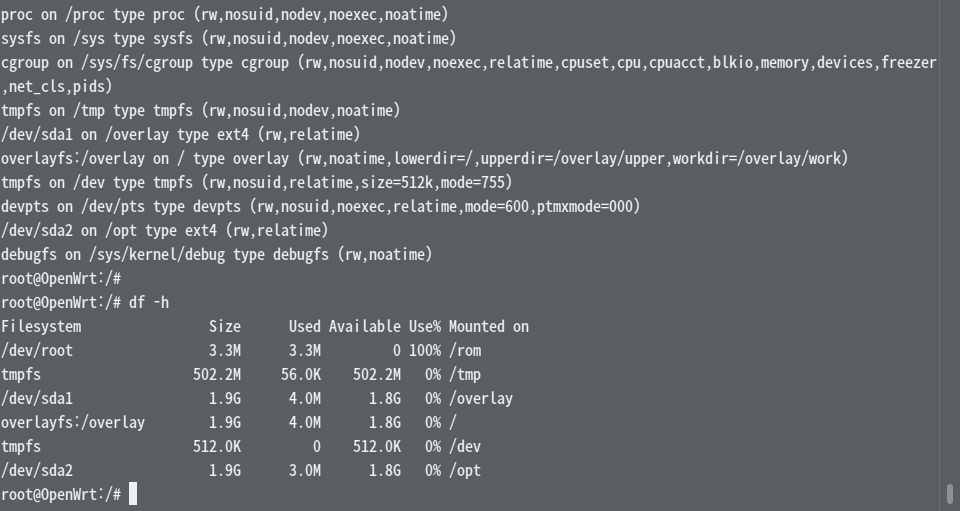 proc on /proc type proc (rw,nosuid,nodev,noexec,noatime)
sysfs on /sys type sysfs (rw,nosuid,nodev,noexec,noatime)
cgroup on /sys/fs/cgroup type cgroup (rw,nosuid,nodev,noexec,relatime,cpuset,cpu,cpuacct,blkio,memory,devices,freezer
,net_cls,pids)
tmpfs on /tmp type tmpfs (rw,nosuid,nodev,noatime)
/dev/sda1 on /overlay type ext4 (rw,relatime)
overlayfs:/overlay on / type overlay (rw,noatime,lowerdir=/,upperdir=/overlay/upper,workdir=/overlay/work)
tmpfs on /dev type tmpfs (rw,nosuid,relatime,size=512k,mode=755)
devpts on /dev/pts type devpts (rw,nosuid,noexec,relatime,mode=600,ptmxmode=000)
/dev/sda2 on /opt type ext4 (rw,relatime)
debugfs on /sys/kernel/debug type debugfs (rw,noatime)
root@OpenWrt:/#
root@OpenWrt:/# df -h
Filesystem                Size      Used Available Use% Mounted on
/dev/root                 3.3M      3.3M         0 100% /rom
tmpfs                   502.2M     56.0K    502.2M   0% /tmp
/dev/sda1                 1.9G      4.0M      1.8G   0% /overlay
overlayfs:/overlay        1.9G      4.0M      1.8G   0% /
tmpfs                   512.0K         0    512.0K   0% /dev
/dev/sda2                 1.9G      3.0M      1.8G   0% /opt
root@OpenWrt:/#